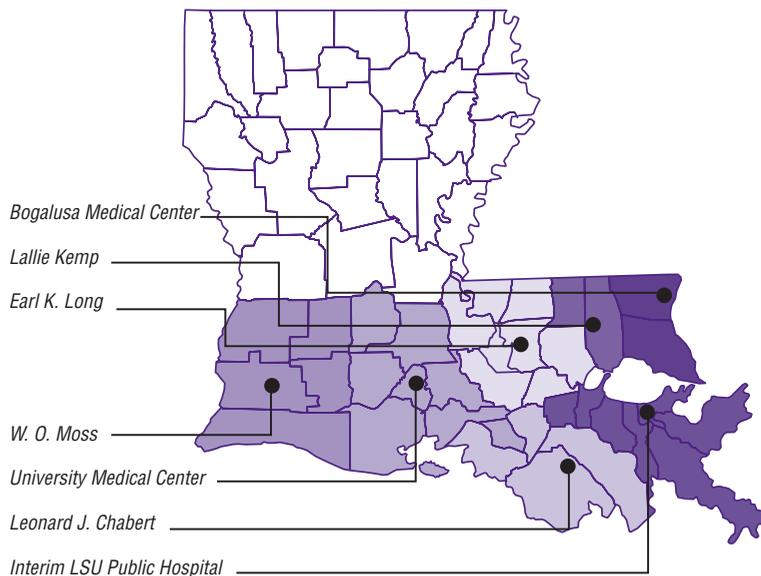 Bogalusa Medical Center
Lallie Kemp
Earl K. Long
W. O. Moss
University Medical Center
Leonard J. Chabert
Interim LSU Public Hospital